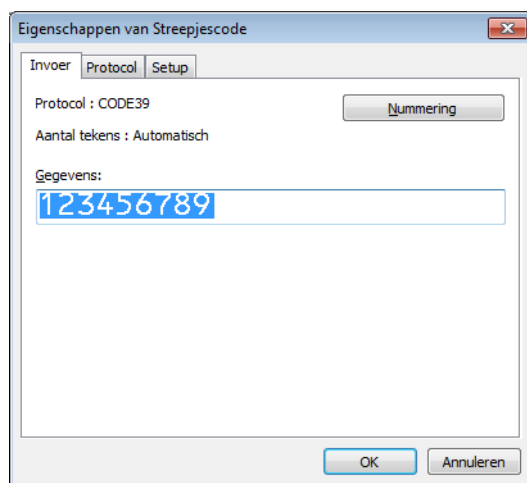 Eigenschappen van Streepjescode
Invoer Protocol Setup
Protocol : CODE39 Nummering
Aantal tekens : Automatisch
Gegevens:
123456789
OK Annuleren